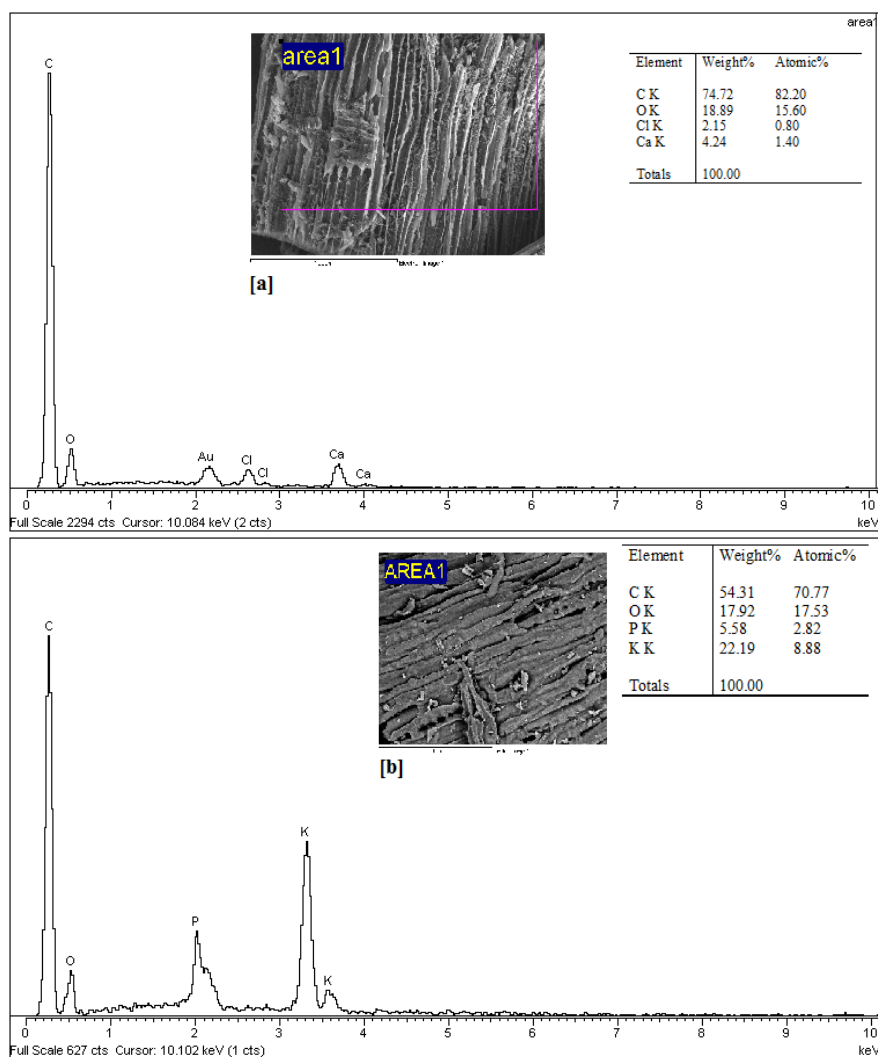 area1
C
area1
Element Weight% Atomic%
C K 74.72 82.20
O K 18.89 15.60
Cl K 2.15 0.80
Ca K 4.24 1.40
Totals 100.00
[a]
O
Au
Cl
Cl
Ca
Ca
0 1 2 3 4 5 6 7 8 9 10
Full Scale 2294 cts Cursor: 10.084 keV (2 cts)
keV
C
AREA1
Element Weight% Atomic%
C K 54.31 70.77
O K 17.92 17.53
P K 5.58 2.82
K K 22.19 8.88
Totals 100.00
[b]
K
P
O
K
0 1 2 3 4 5 6 7 8 9 10
Full Scale 627 cts Cursor: 10.102 keV (1 cts)
keV